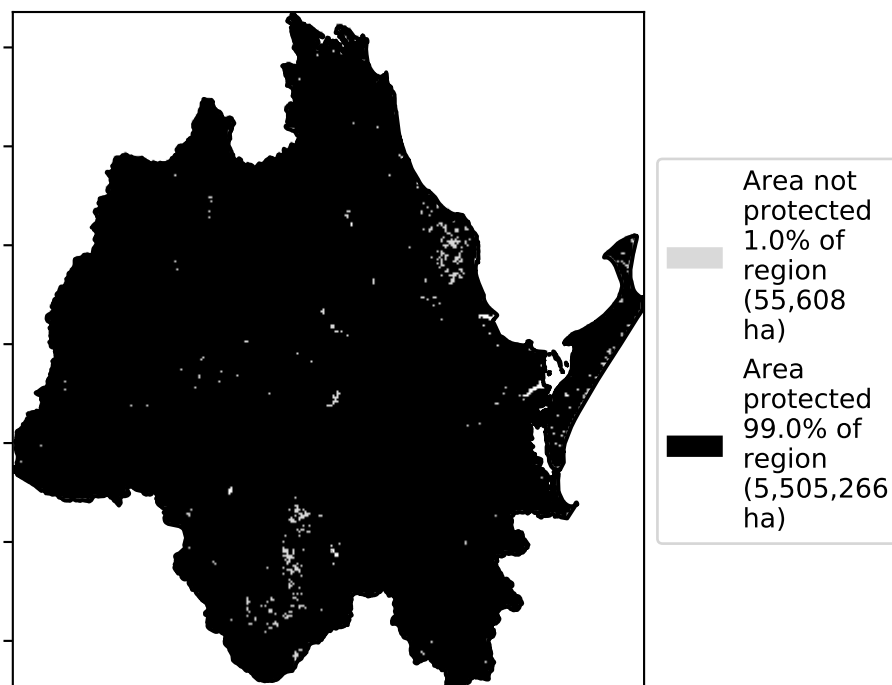 Area not
protected
1.0% of
region
(55,608
ha)
Area
protected
99.0% of
region
(5,505,266
ha)